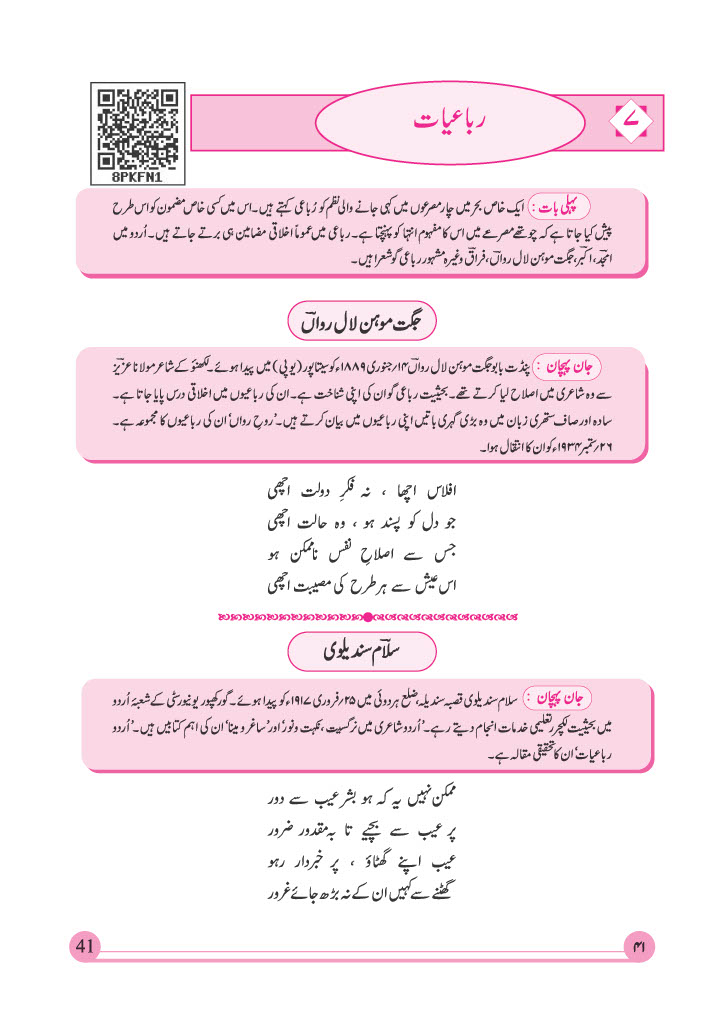 ۷
رباعیات
8PKFN1
پہلی بات : ایک خاص بحر میں چار مصرعوں میں کہی جانے والی نظم کو رُباعی کہتے ہیں۔ اس میں کسی خاص مضمون کو اس طرح
پیش کیا جاتا ہے کہ چوتھے مصرعے میں اس کا مفہوم انتہا کو پہنچتا ہے۔ رباعی میں عموماً اخلاقی مضامین ہی برتے جاتے ہیں۔ اُردو میں
امجدؔ، اکبرؔ، جگت موہن لال رواںؔ، فراقؔ وغیرہ مشہور رباعی گو شعرا ہیں۔
جگت موہن لال رواںؔ
جان پہچان : پنڈت بابو جگت موہن لال رواںؔ ۱۴؍جنوری ۱۸۸۹ء کو سیتاپور (یوپی) میں پیدا ہوئے۔ لکھنؤ کے شاعر مولانا عزیزؔ
سے وہ شاعری میں اصلاح لیا کرتے تھے۔ بحیثیت رباعی گو ان کی اپنی شناخت ہے۔ ان کی رباعیوں میں اخلاقی درس پایا جاتا ہے۔
سادہ اور صاف ستھری زبان میں وہ بڑی گہری باتیں اپنی رباعیوں میں بیان کرتے ہیں۔ ’روحِ رواں‘ ان کی رباعیوں کا مجموعہ ہے۔
۲۶؍ستمبر ۱۹۳۴ء کو ان کا انتقال ہوا۔
افلاس اچھا ، نہ فکرِ دولت اچھی
جو دل کو پسند ہو ، وہ حالت اچھی
جس سے اصلاحِ نفس ناممکن ہو
اس عیش سے ہر طرح کی مصیبت اچھی
سلامؔ سندیلوی
جان پہچان : سلام سندیلوی قصبہ سندیلہ، ضلع ہردوئی میں ۲۵؍فروری ۱۹۱۷ء کو پیدا ہوئے۔ گورکھپور یونیورسٹی کے شعبۂ اُردو
میں بحیثیت لکچرر تعلیمی خدمات انجام دیتے رہے۔ ’اُردو شاعری میں نرگسیت، نکہت و نور‘ اور ’ساغر و مینا‘ ان کی اہم کتابیں ہیں۔ ’اُردو
رباعیات‘ ان کا تحقیقی مقالہ ہے۔
ممکن نہیں یہ کہ ہو بشر عیب سے دور
پر عیب سے بچیے تا بہ مقدور ضرور
عیب اپنے گھٹاؤ ، پر خبردار رہو
گھٹنے سے کہیں ان کے نہ بڑھ جائے غرور
41
۴۱